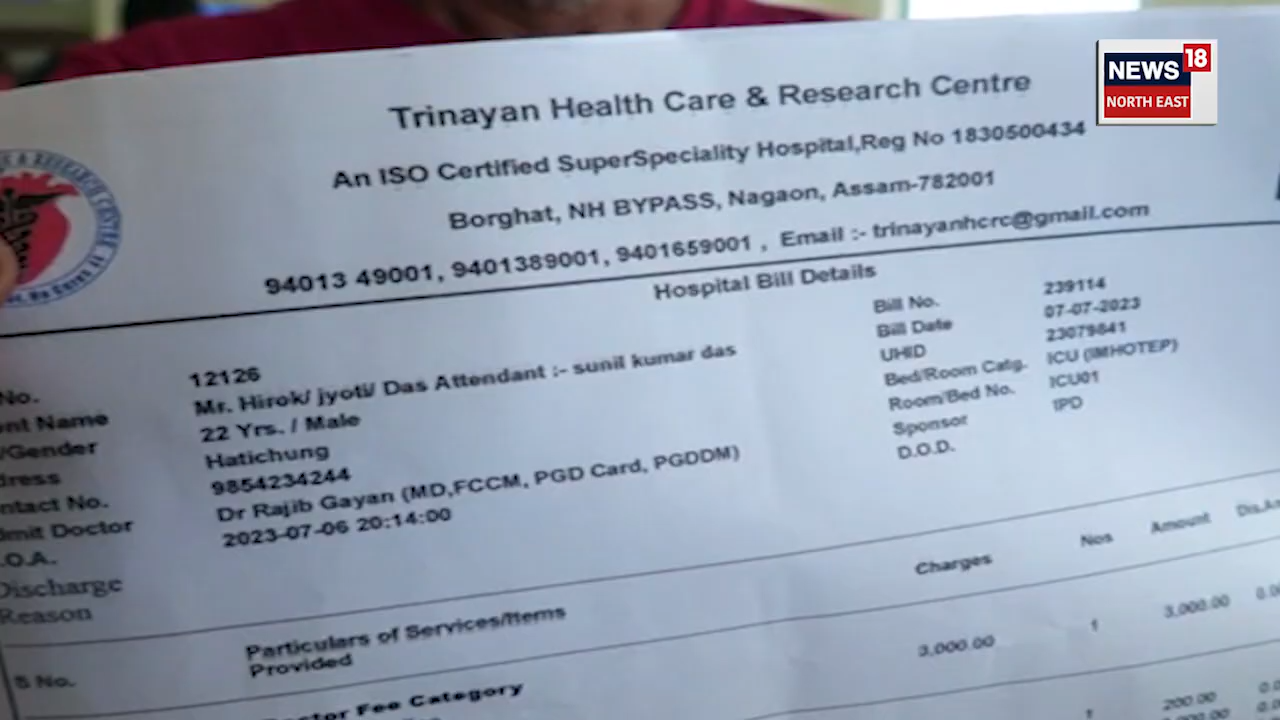 NEWS 18
NORTH EAST
Trinayan Health Care & Research Centre
An ISO Certified SuperSpeciality Hospital,Reg No 1830500434
Borghat, NH BYPASS, Nagaon, Assam-782001
94013 49001, 9401389001, 9401659001 , Email :- trinayanhcrc@gmail.com
Hospital Bill Details
No. 12126
Name Mr. Hirok/ jyoti/ Das Attendant :- sunil kumar das
/Gender 22 Yrs. / Male
Hatichung
No. 9854234244
Doctor Dr Rajib Gayan (MD,FCCM, PGD Card, PGDDM)
.O.A. 2023-07-06 20:14:00
Discharge
Reason
Bill No. 239114
Bill Date 07-07-2023
UHID 23079841
Bed/Room Catg. ICU (IMHOTEP)
Room/Bed No. ICU01
Sponsor IPD
D.O.D.
S No. Particulars of Services/Items Provided Charges Nos Amount
3,000.00 1 3,000.00
Fee Category
1 200.00